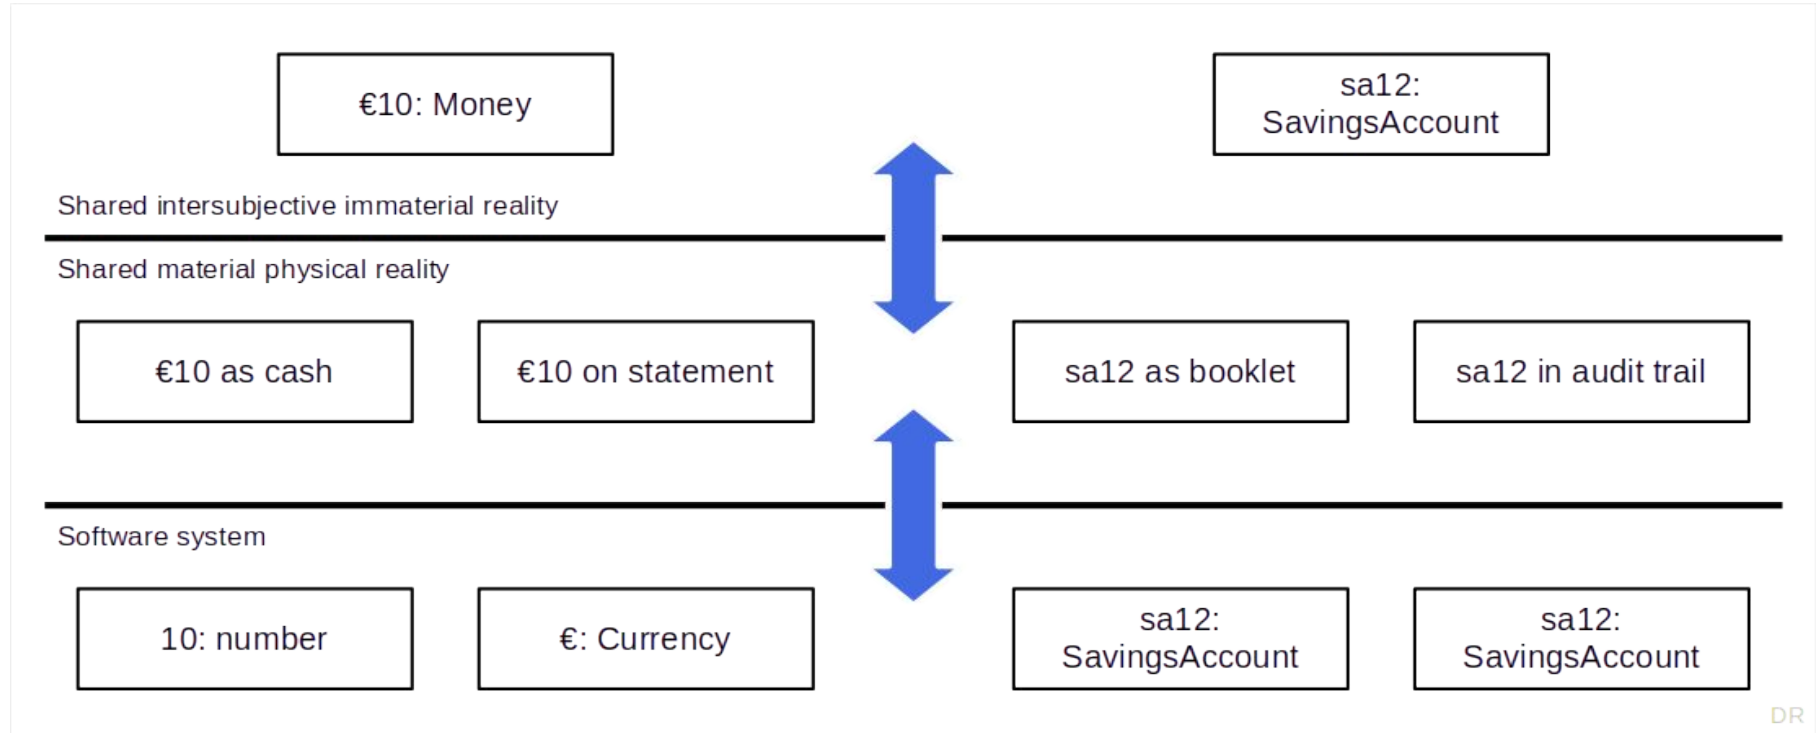 €10: Money
sa12:
SavingsAccount
Shared intersubjective immaterial reality
Shared material physical reality
€10 as cash
€10 on statement
sa12 as booklet
sa12 in audit trail
Software system
10: number
€: Currency
sa12:
SavingsAccount
sa12:
SavingsAccount
DR